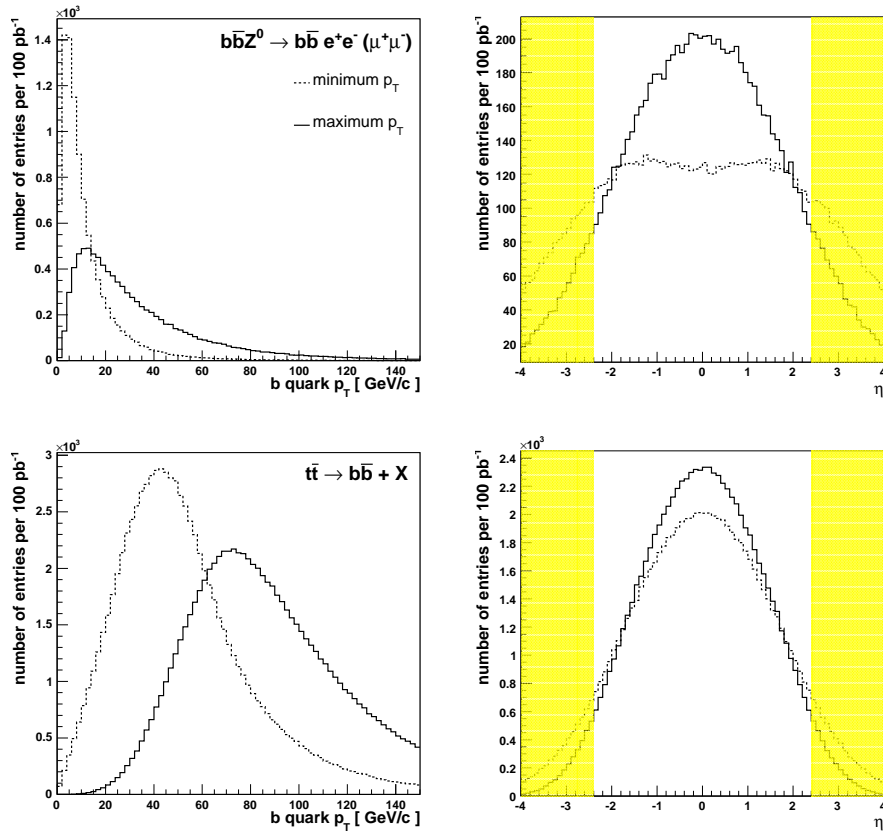 ×10³
1.4
1.2
1
0.8
0.6
0.4
0.2
0
0 20 40 60 80 100 120 140
number of entries per 100 pb⁻¹
b quark p_T [ GeV/c]
bb̅Z⁰ → bb̅ e⁺e⁻ (μ⁺μ⁻)
minimum p_T
maximum p_T
200
180
160
140
120
100
80
60
40
20
-4 -3 -2 -1 0 1 2 3 4
number of entries per 100 pb⁻¹
η
×10³
3
2.5
2
1.5
1
0.5
0
0 20 40 60 80 100 120 140
number of entries per 100 pb⁻¹
b quark p_T [ GeV/c]
tt̅ → bb̅ + X
×10³
2.4
2.2
2
1.8
1.6
1.4
1.2
1
0.8
0.6
0.4
0.2
0
-4 -3 -2 -1 0 1 2 3 4
number of entries per 100 pb⁻¹
η